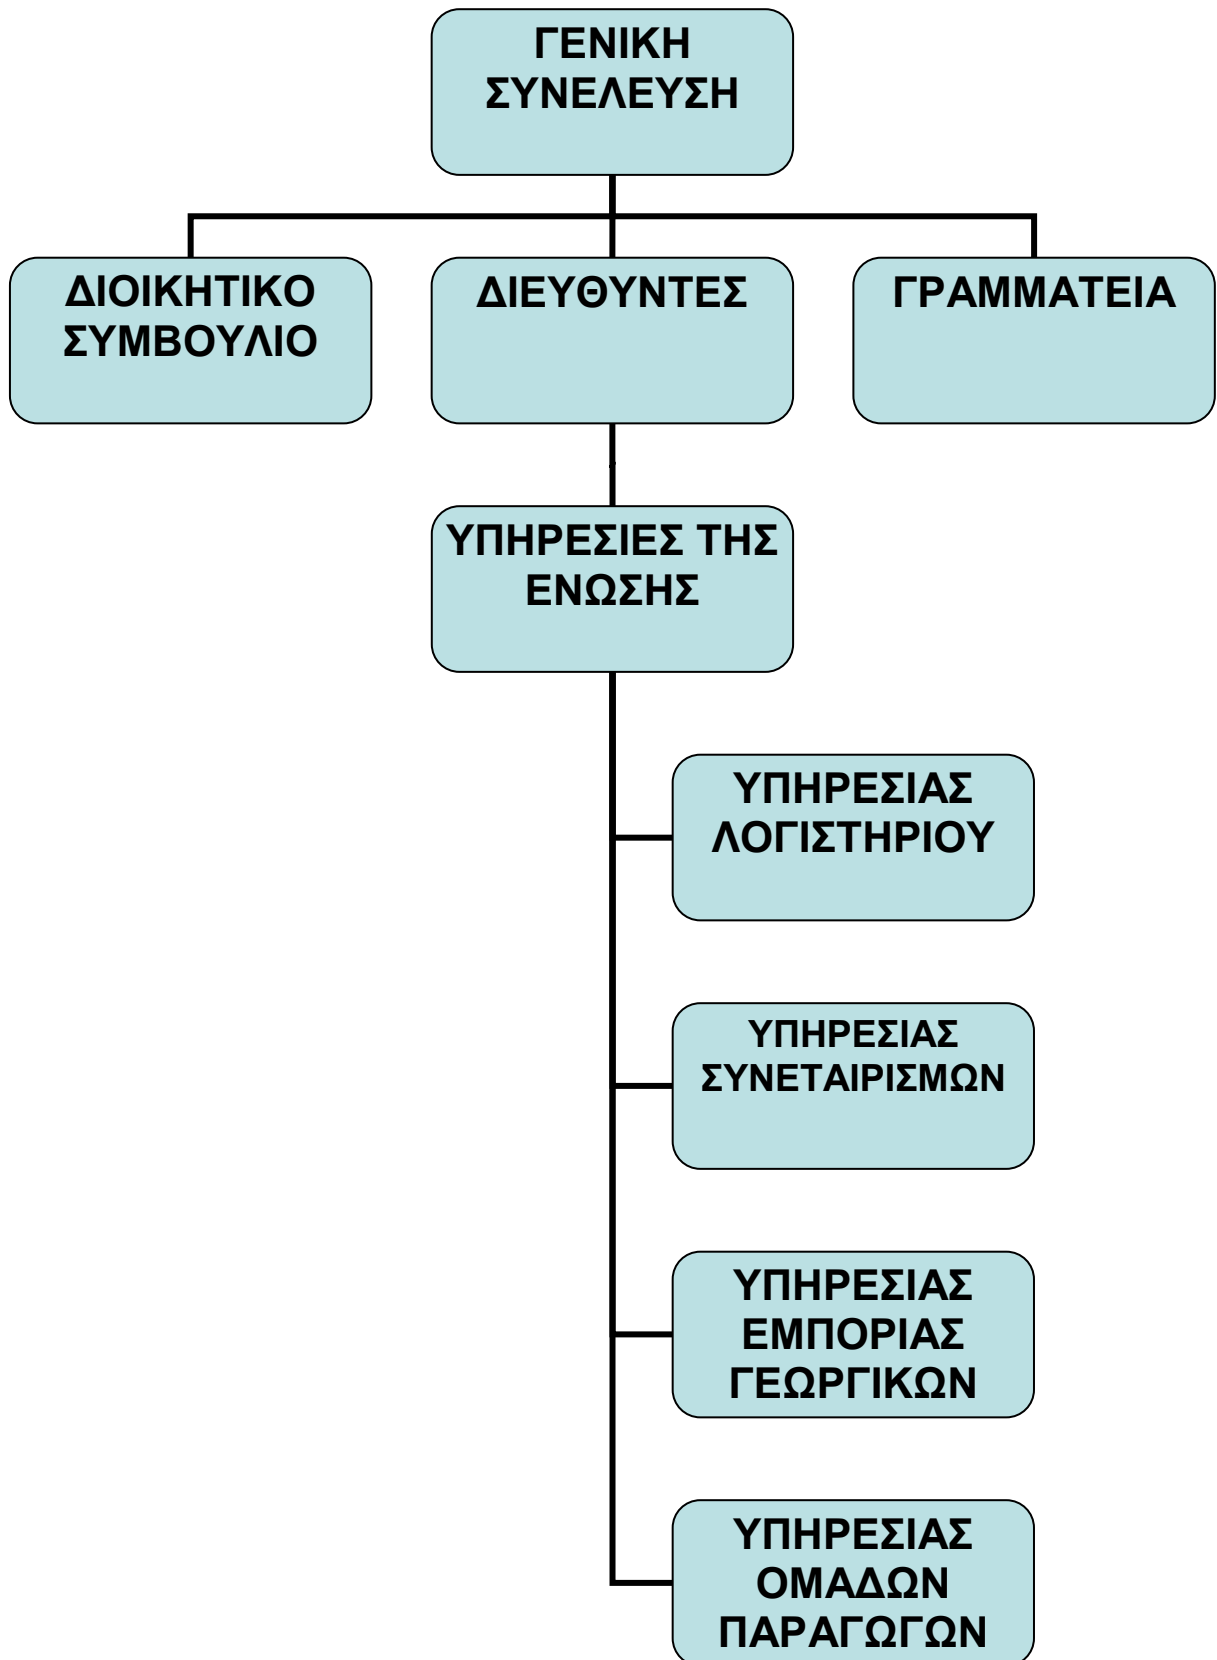 ΓΕΝΙΚΗ
ΣΥΝΕΛΕΥΣΗ
ΔΙΟΙΚΗΤΙΚΟ
ΣΥΜΒΟΥΛΙΟ
ΔΙΕΥΘΥΝΤΕΣ
ΓΡΑΜΜΑΤΕΙΑ
ΥΠΗΡΕΣΙΕΣ ΤΗΣ
ΕΝΩΣΗΣ
ΥΠΗΡΕΣΙΑΣ
ΛΟΓΙΣΤΗΡΙΟΥ
ΥΠΗΡΕΣΙΑΣ
ΣΥΝΕΤΑΙΡΙΣΜΩΝ
ΥΠΗΡΕΣΙΑΣ
ΕΜΠΟΡΙΑΣ
ΓΕΩΡΓΙΚΩΝ
ΥΠΗΡΕΣΙΑΣ
ΟΜΑΔΩΝ
ΠΑΡΑΓΩΓΩΝ